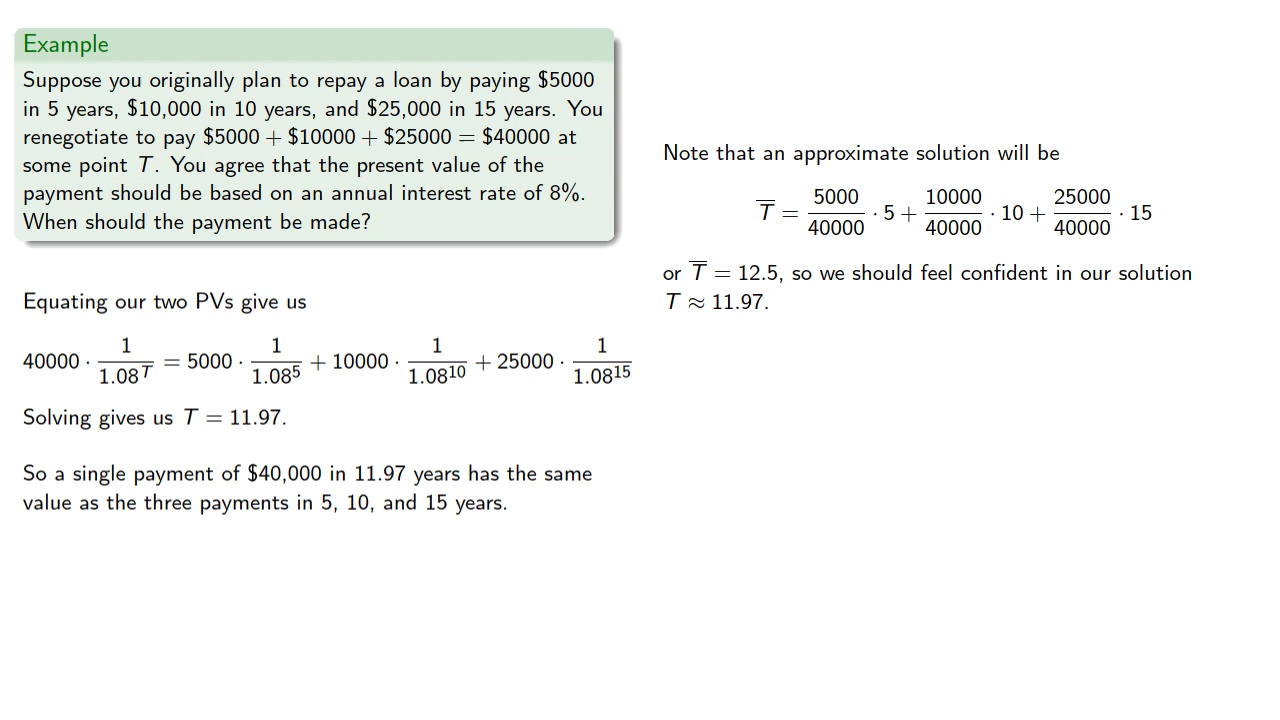 Example
Suppose you originally plan to repay a loan by paying $5000
in 5 years, $10,000 in 10 years, and $25,000 in 15 years. You
renegotiate to pay $5000 + $10000 + $25000 = $40000 at
some point T. You agree that the present value of the
payment should be based on an annual interest rate of 8%.
When should the payment be made?
Equating our two PVs give us
40000 · 1/1.08^T = 5000 · 1/1.08^5 + 10000 · 1/1.08^10 + 25000 · 1/1.08^15
Solving gives us T = 11.97.
So a single payment of $40,000 in 11.97 years has the same
value as the three payments in 5, 10, and 15 years.
Note that an approximate solution will be
T̅ = 5000/40000 · 5 + 10000/40000 · 10 + 25000/40000 · 15
or T̅ = 12.5, so we should feel confident in our solution
T ≈ 11.97.